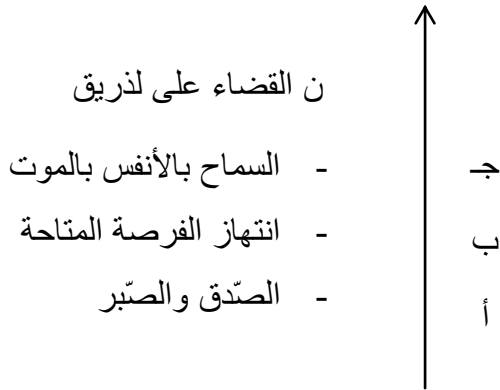 ن القضاء على لذريق
جـ - السماح بالأنفس بالموت
ب - انتهاز الفرصة المتاحة
أ - الصّدق والصّبر